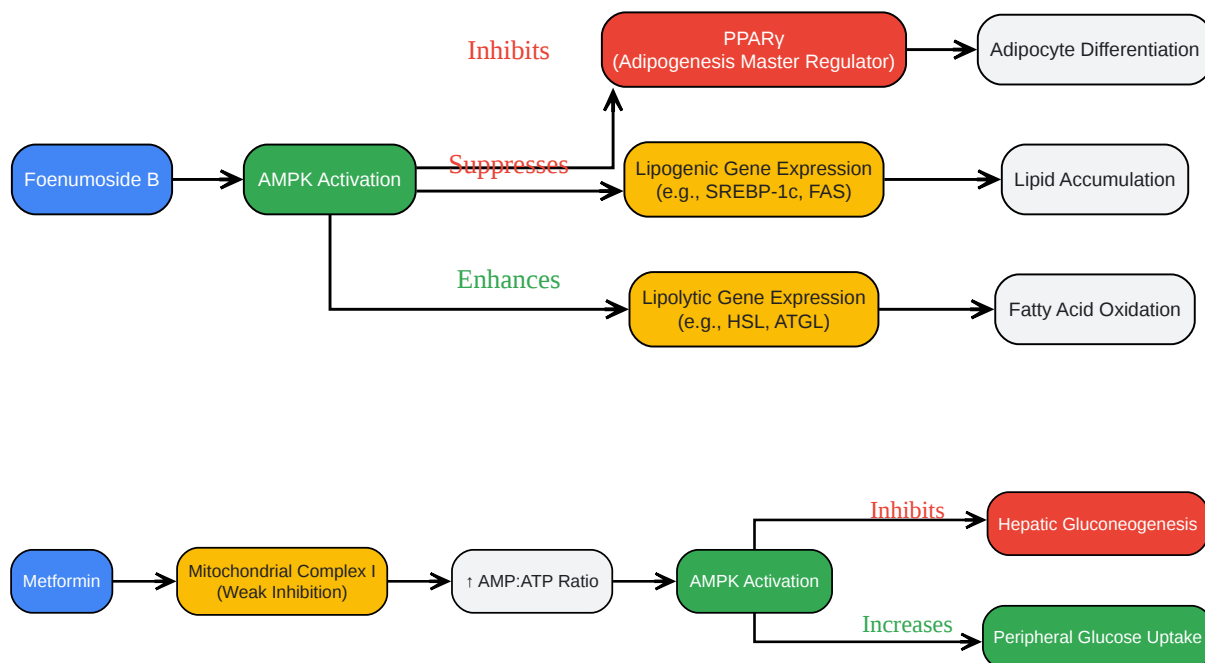 Inhibits
PPARγ
(Adipogenesis Master Regulator)
Adipocyte Differentiation
Foenumoside B
AMPK Activation
Suppresses
Lipogenic Gene Expression
(e.g., SREBP-1c, FAS)
Lipid Accumulation
Enhances
Lipolytic Gene Expression
(e.g., HSL, ATGL)
Fatty Acid Oxidation
Metformin
Mitochondrial Complex I
(Weak Inhibition)
↑ AMP:ATP Ratio
AMPK Activation
Inhibits
Hepatic Gluconeogenesis
Increases
Peripheral Glucose Uptake